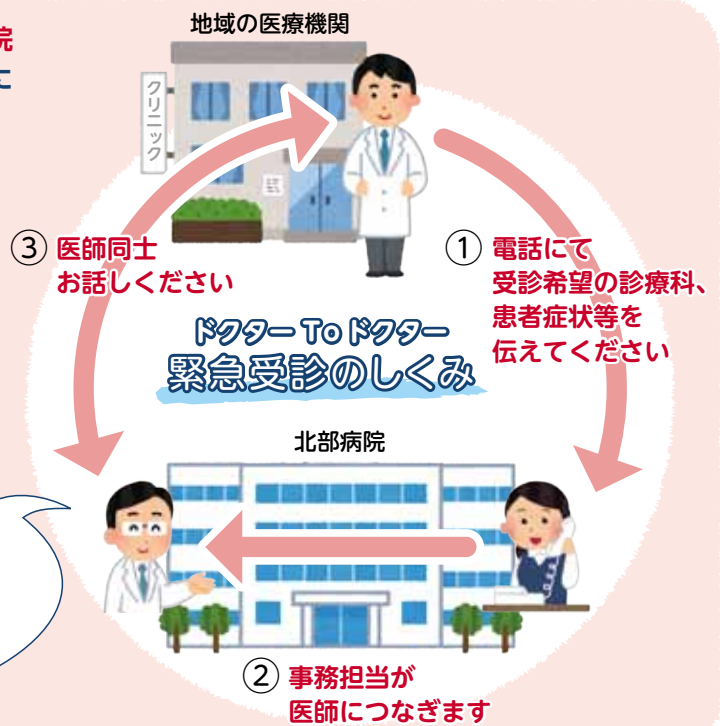 院
に
地域の医療機関
クリニック
① 電話にて
受診希望の診療科、
患者症状等を
伝えてください
③ 医師同士
お話しください
ドクター To ドクター
緊急受診のしくみ
北部病院
② 事務担当が
医師につなぎます